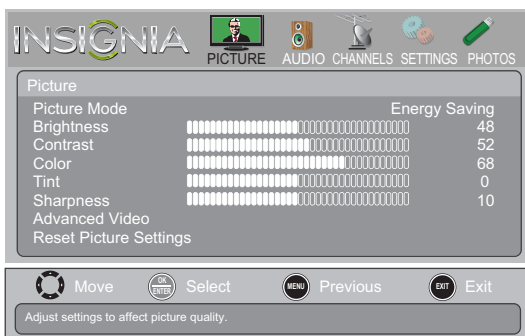 INSIGNIA
PICTURE AUDIO CHANNELS SETTINGS PHOTOS
Picture
Picture Mode Energy Saving
Brightness 48
Contrast 52
Color 68
Tint 0
Sharpness 10
Advanced Video
Reset Picture Settings
Move OK ENTER Select MENU Previous EXIT Exit
Adjust settings to affect picture quality.